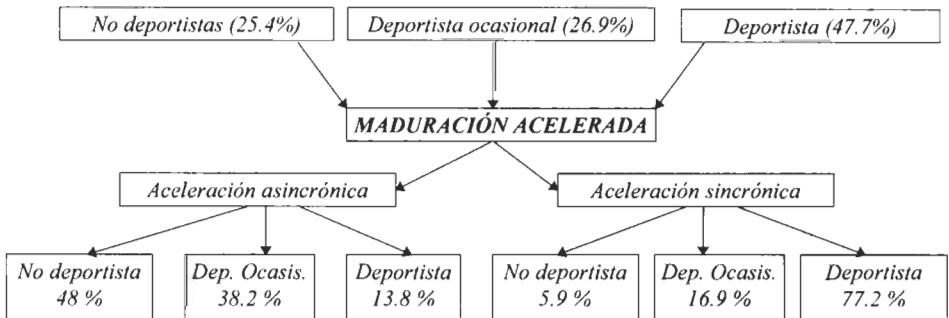 No deportistas (25.4%)
Deportista ocasional (26.9%)
Deportista (47.7%)
MADURACIÓN ACELERADA
Aceleración asincrónica
Aceleración sincrónica
No deportista
48 %
Dep. Ocasis.
38.2 %
Deportista
13.8 %
No deportista
5.9 %
Dep. Ocasis.
16.9 %
Deportista
77.2 %